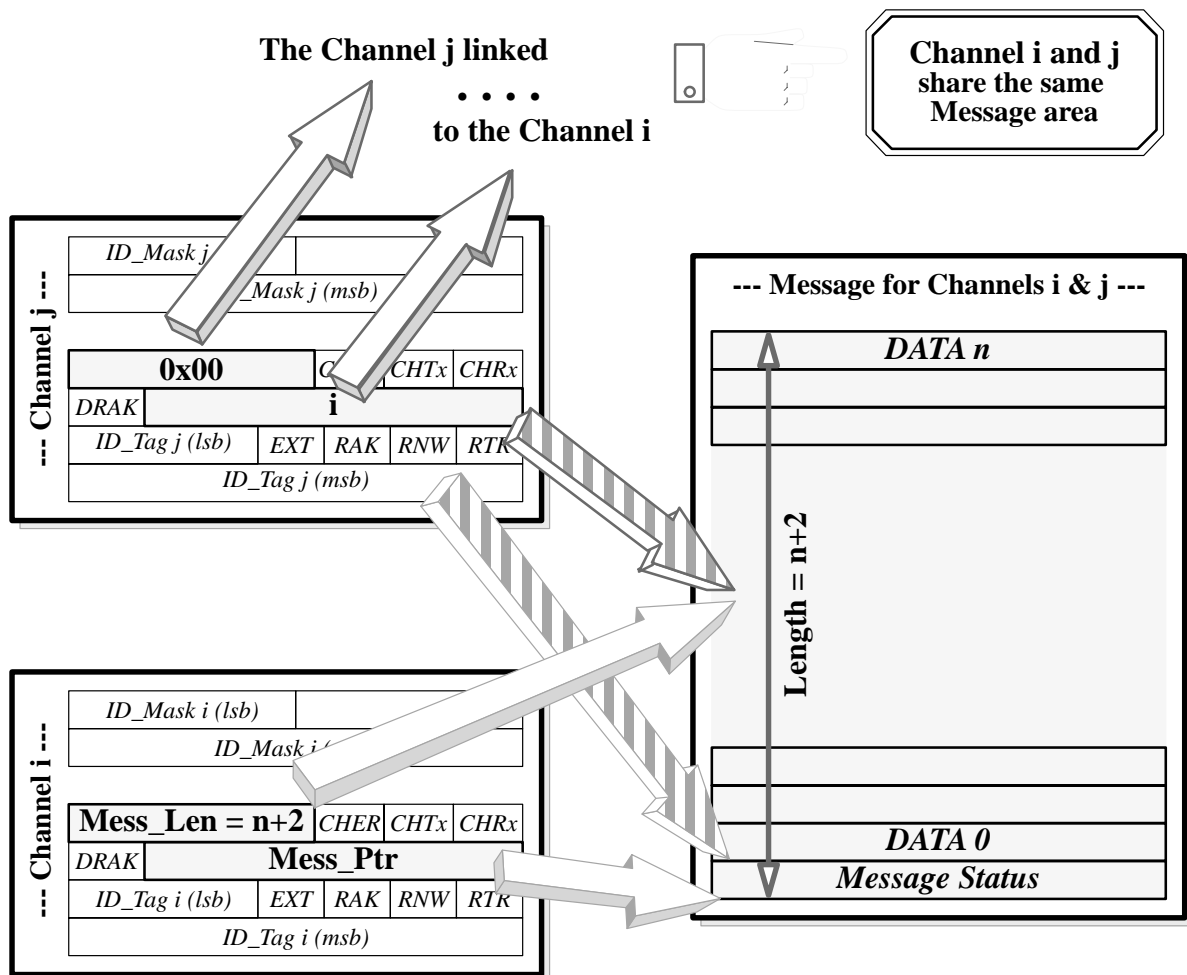 The Channel j linked
. . . .
to the Channel i
Channel i and j
share the same
Message area
--- Channel j ---
ID_Mask j
_Mask j (msb)
0x00 CHTx CHRx
DRAK i
ID_Tag j (lsb) EXT RAK RNW RTR
ID_Tag j (msb)
--- Message for Channels i & j ---
DATA n
Length = n+2
DATA 0
Message Status
--- Channel i ---
ID_Mask i (lsb)
ID_Mask i
Mess_Len = n+2 CHER CHTx CHRx
DRAK Mess_Ptr
ID_Tag i (lsb) EXT RAK RNW RTR
ID_Tag i (msb)